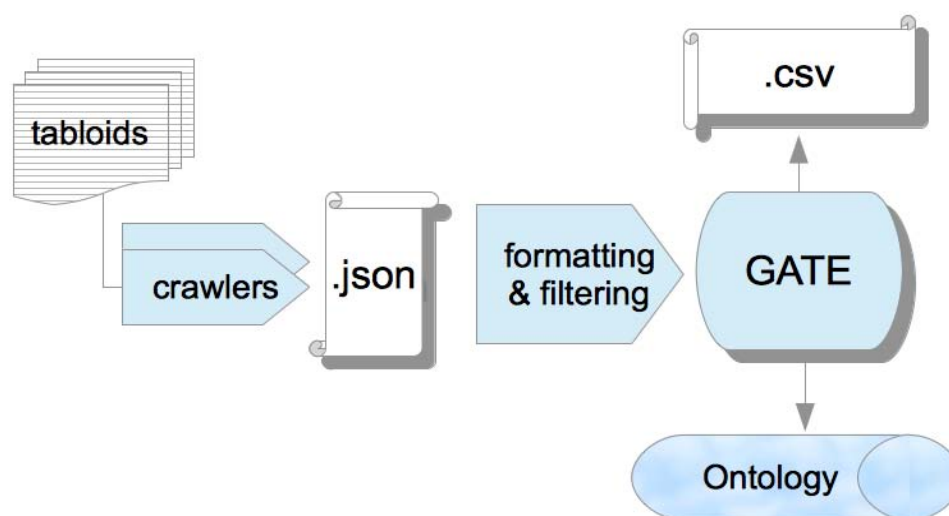 tabloids
crawlers
.json
formatting
& filtering
GATE
.csv
Ontology